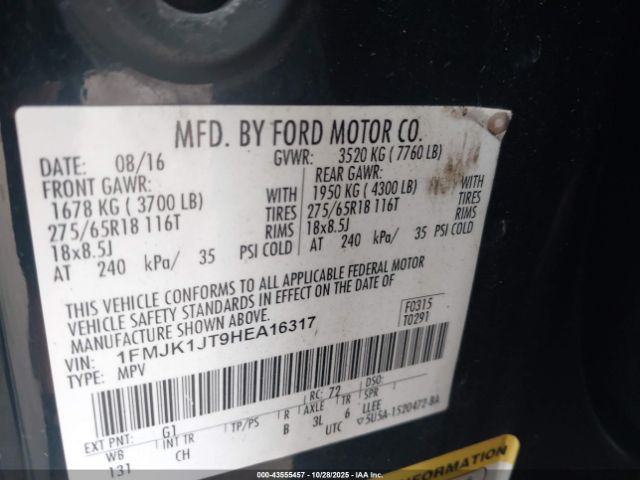 MFD. BY FORD MOTOR CO.
DATE: 08/16 GVWR: 3520 KG ( 7760 LB)
FRONT GAWR: REAR GAWR:
1678 KG ( 3700 LB) WITH 1950 KG ( 4300 LB) WITH
275/65R18 116T TIRES 275/65R18 116T TIRES
18x8.5J RIMS 18x8.5J RIMS
AT 240 kPa/ 35 PSI COLD AT 240 kPa/ 35 PSI COLD
THIS VEHICLE CONFORMS TO ALL APPLICABLE FEDERAL MOTOR
VEHICLE SAFETY STANDARDS IN EFFECT ON THE DATE OF
MANUFACTURE SHOWN ABOVE.
F0315
T0291
VIN: 1FMJK1JT9HEA16317
TYPE: MPV
RC: 72 DSO:
EXT PNT: G1 TP/PS R AXLE TR SPR
WB INT TR B 3L 6 LLEE
131 CH UTC 5U5A-1520472-BA
INFORMATION
000-43555457 10/28/2025 IAA Holdings, LLC